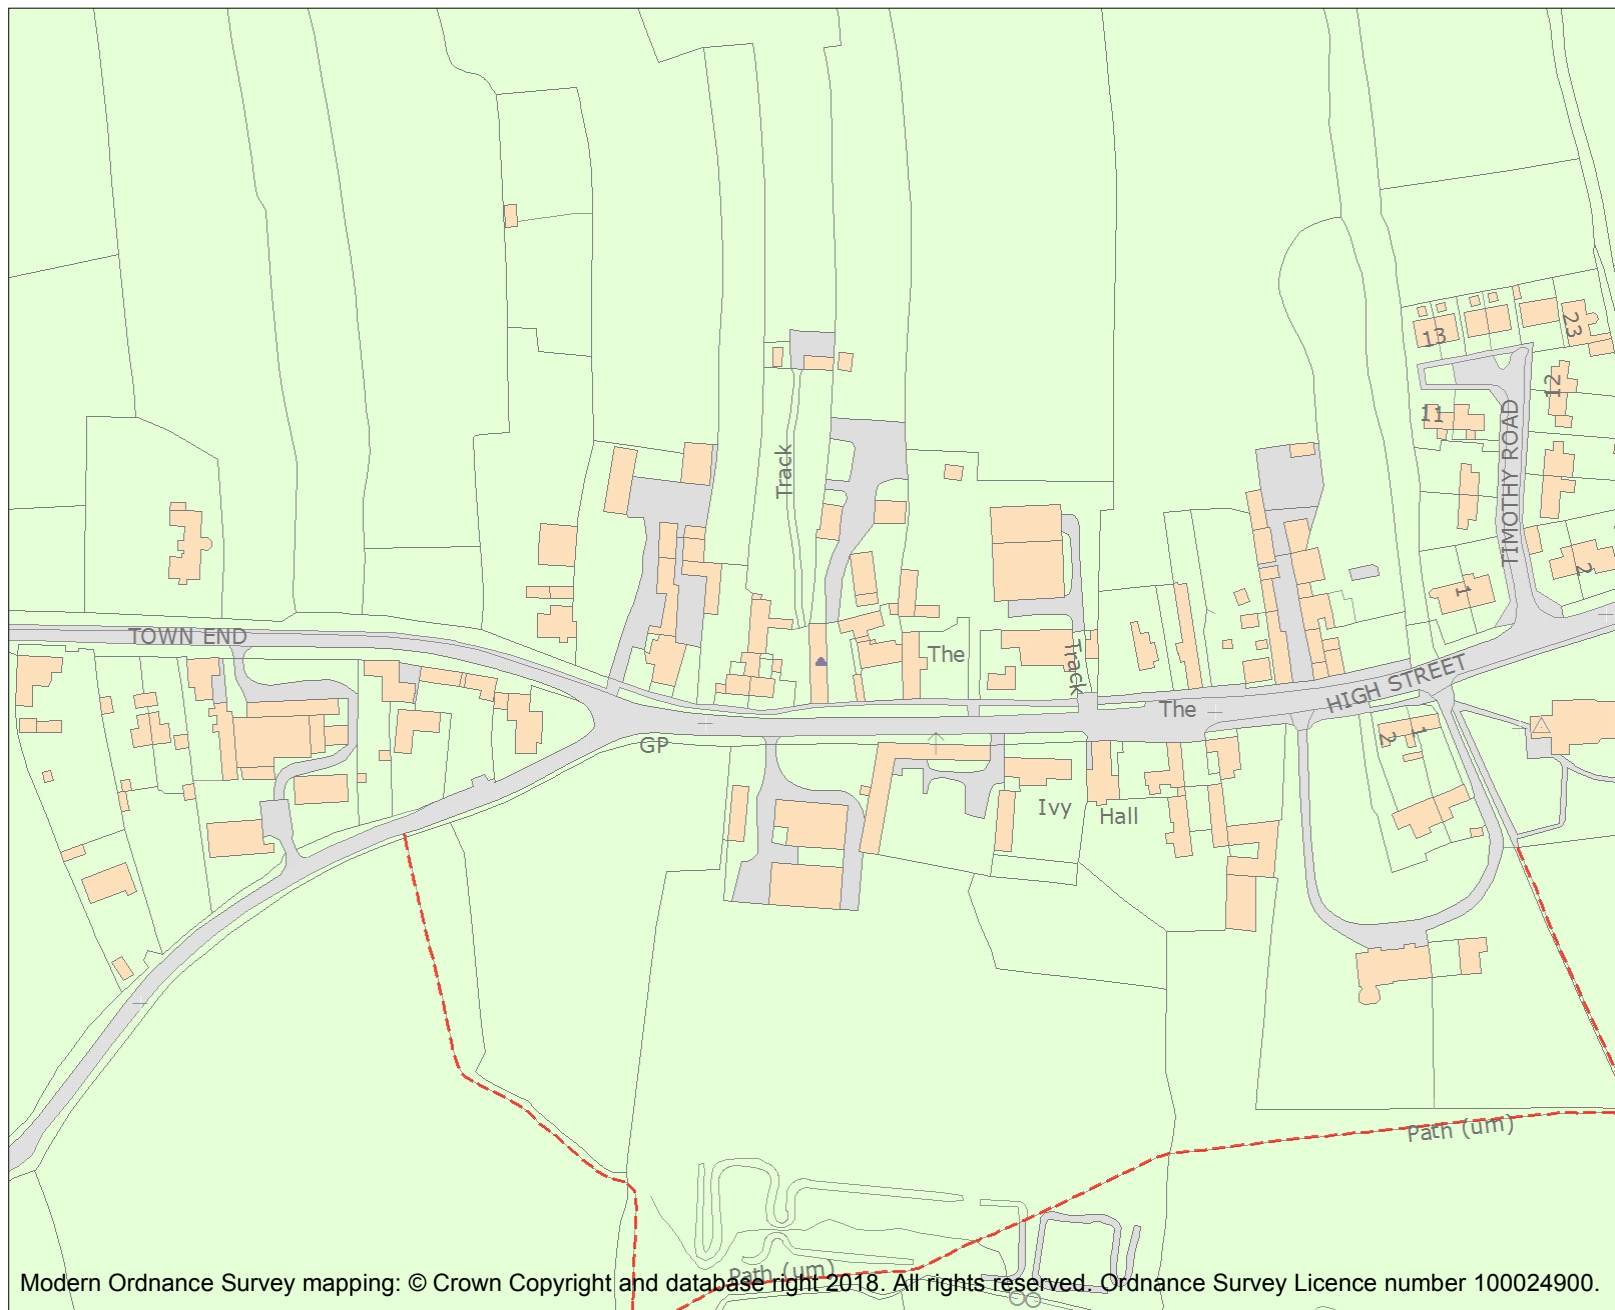 13
23
12
11
TIMOTHY ROAD
Track
2
1
TOWN END
The
Track
HIGH STREET
The
GP
2
1
Ivy
Hall
Path (um)
Path (um)
Modern Ordnance Survey mapping: © Crown Copyright and database right 2018. All rights reserved. Ordnance Survey Licence number 100024900.